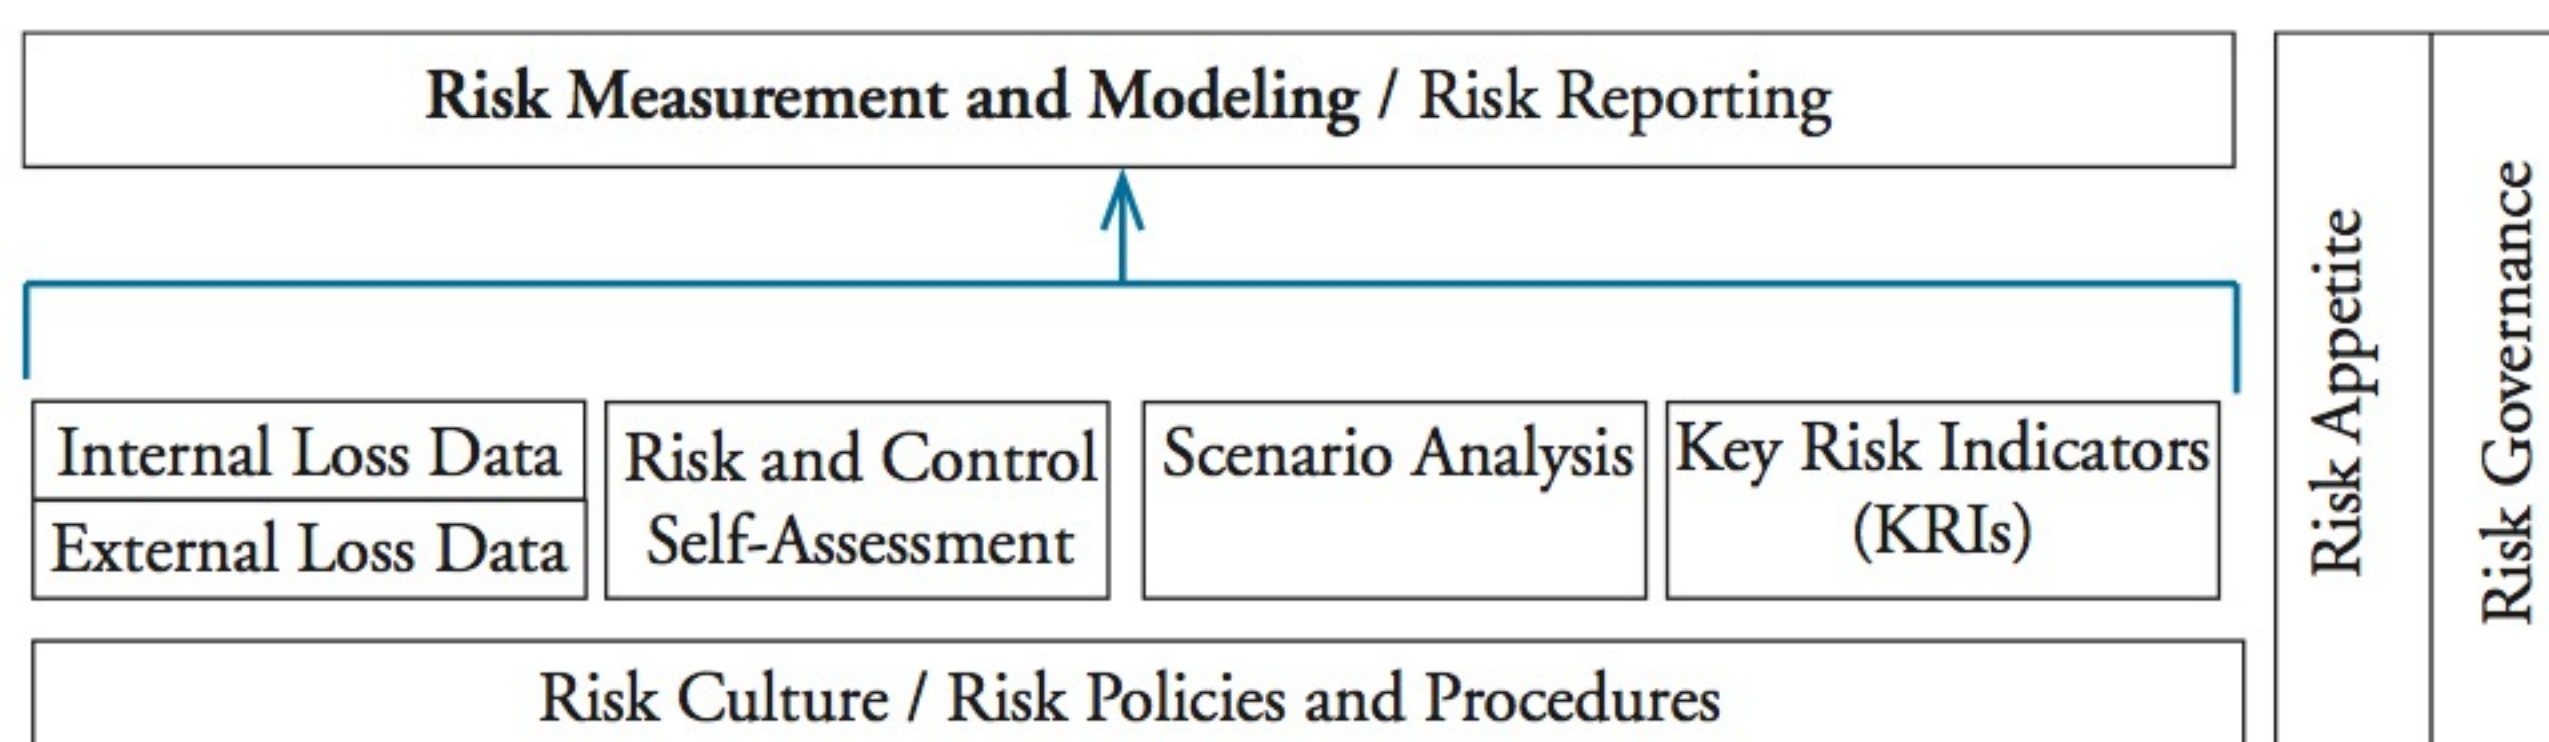 Risk Measurement and Modeling / Risk Reporting
Internal Loss Data
External Loss Data
Risk and Control
Self-Assessment
Scenario Analysis
Key Risk Indicators
(KRIs)
Risk Culture / Risk Policies and Procedures
Risk Appetite
Risk Governance